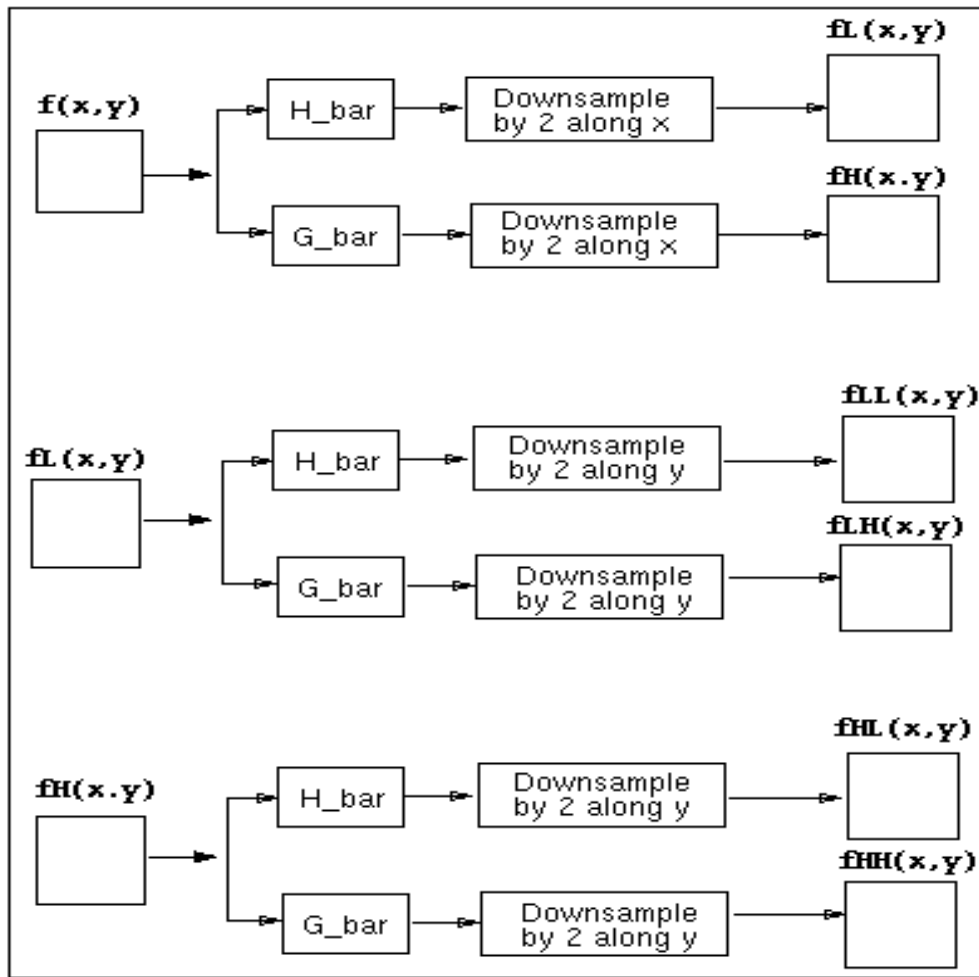 fL(x,y)
f(x,y)
H_bar
Downsample
by 2 along x
fH(x.y)
G_bar
Downsample
by 2 along x
fLL(x,y)
fL(x,y)
H_bar
Downsample
by 2 along y
fLH(x,y)
G_bar
Downsample
by 2 along y
fHL(x,y)
fH(x.y)
H_bar
Downsample
by 2 along y
fHH(x,y)
G_bar
Downsample
by 2 along y